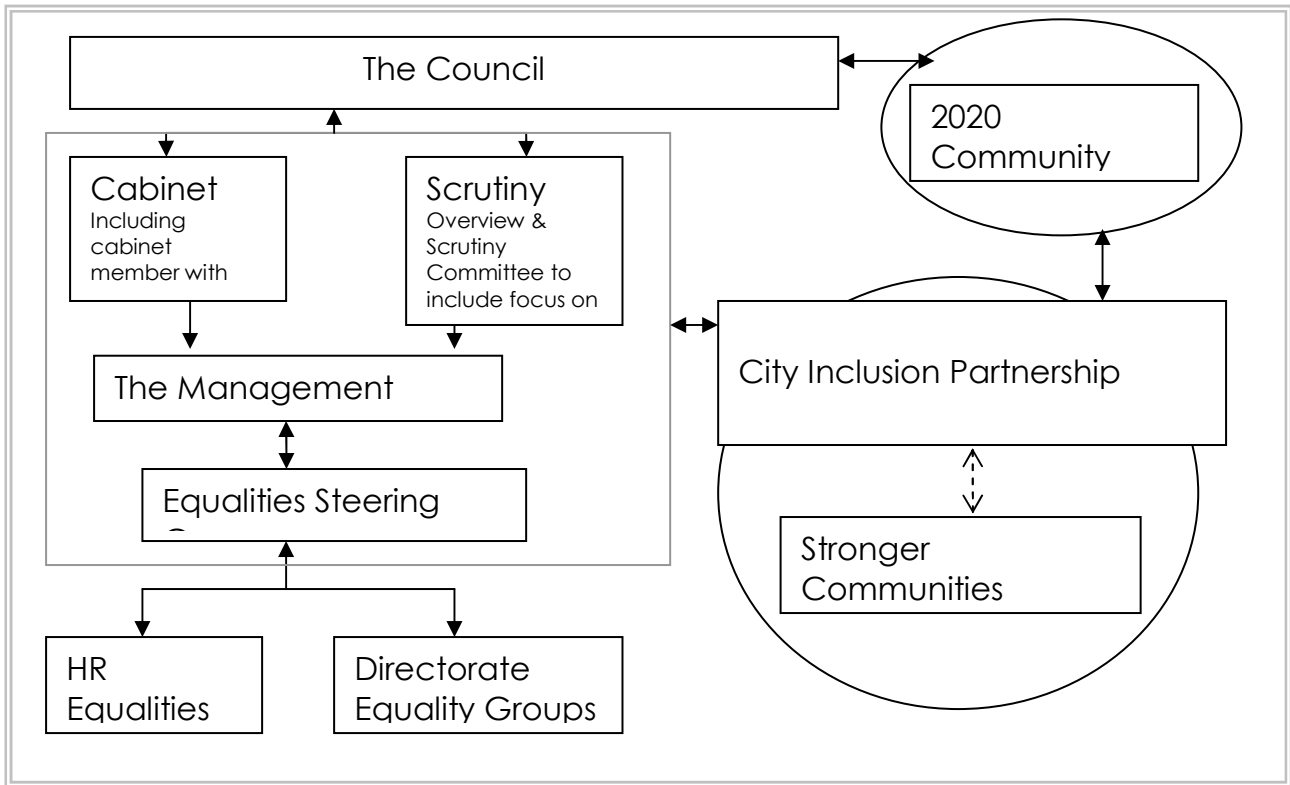 The Council
2020
Community
Cabinet
Including
cabinet
member with
Scrutiny
Overview &
Scrutiny
Committee to
include focus on
The Management
City Inclusion Partnership
Equalities Steering
Stronger
Communities
HR
Equalities
Directorate
Equality Groups